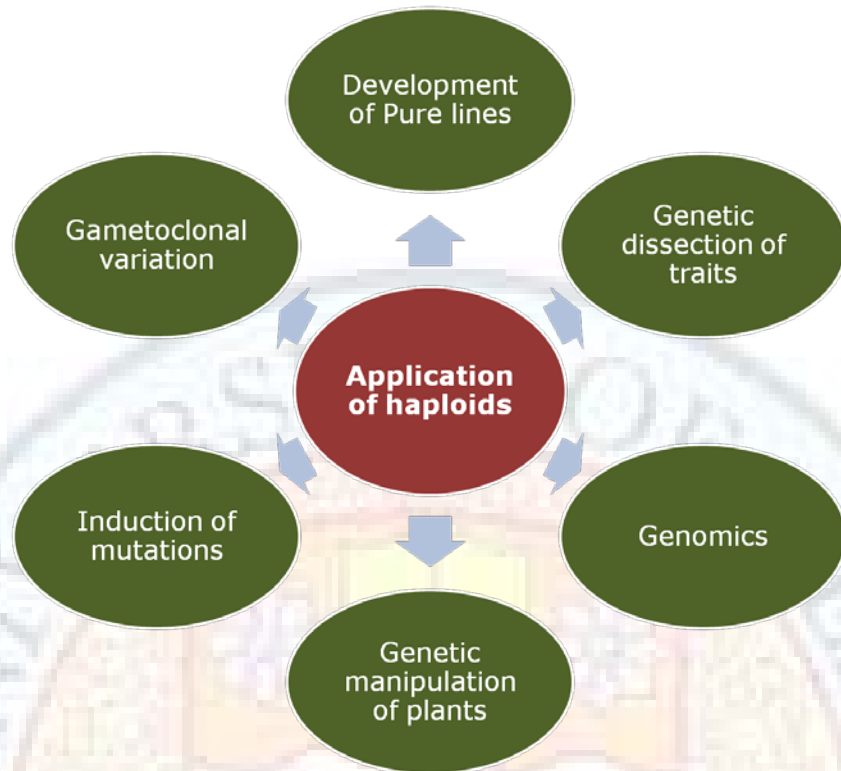 Development
of Pure lines
Gametoclonal
variation
Genetic
dissection of
traits
Application
of haploids
Induction of
mutations
Genomics
Genetic
manipulation
of plants